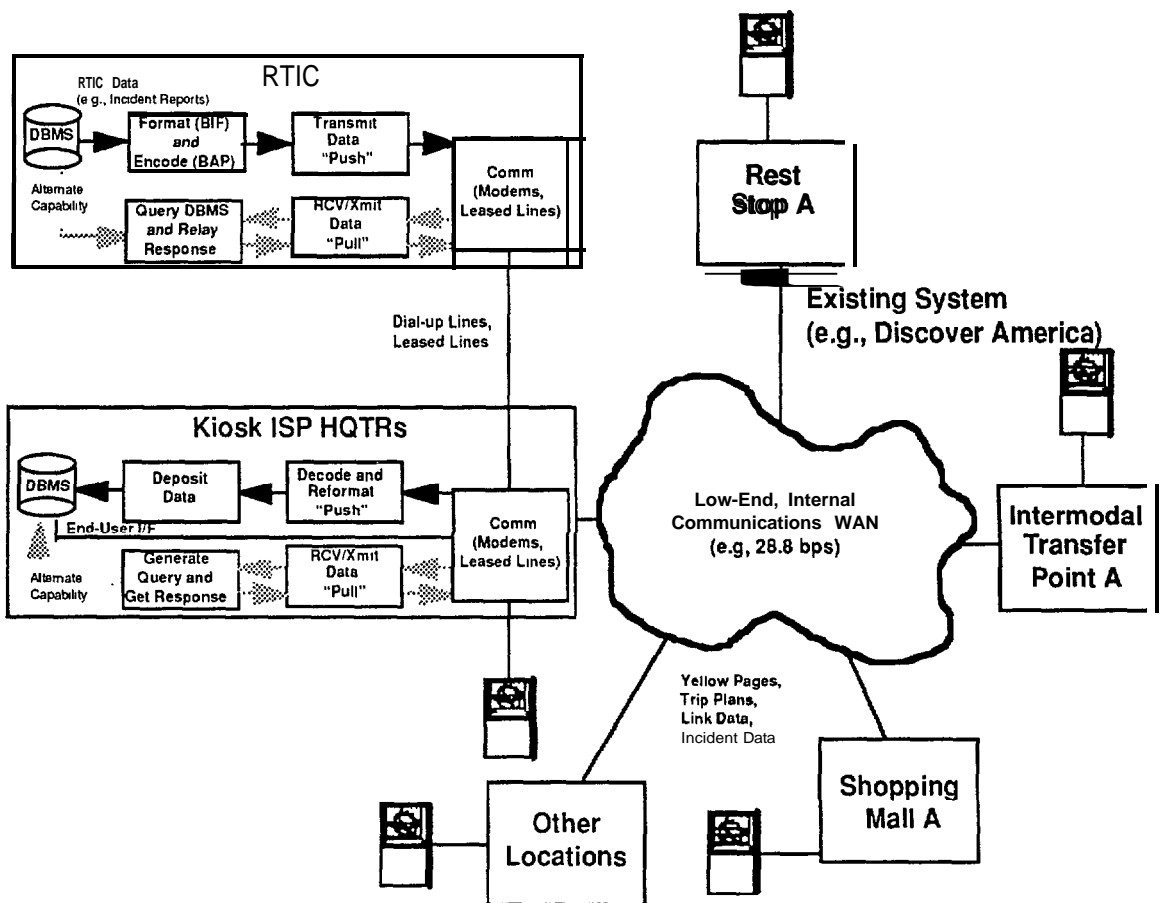 RTIC
RTIC Data
(e.g., Incident Reports)
DBMS
Format (BIF)
and
Encode (BAP)
Transmit
Data
"Push"
Comm
(Modems,
Leased Lines)
Alternate
Capability
Query DBMS
and Relay
Response
RCV/Xmit
Data
"Pull"
Rest
Stop A
Dial-up Lines,
Leased Lines
Existing System
(e.g., Discover America)
Kiosk ISP HQTRs
DBMS
Deposit
Data
Decode and
Reformat
"Push"
Comm
(Modems,
Leased Lines)
End-User I/F
Alternate
Capability
Generate
Query and
Get Response
RCV/Xmit
Data
"Pull"
Low-End, Internal
Communications WAN
(e.g, 28.8 bps)
Intermodal
Transfer
Point A
Yellow Pages,
Trip Plans,
Link Data,
Incident Data
Other
Locations
Shopping
Mall A